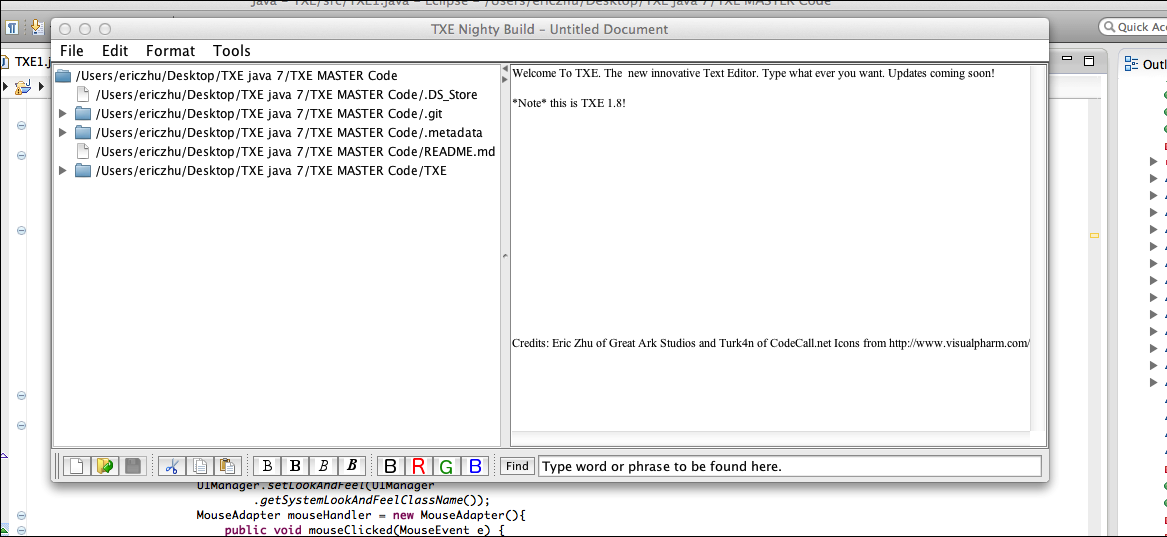 java – TXE/src/TXE1.java – Eclipse – /Users/ericzhu/Desktop/TXE java 7/TXE MASTER Code
TXE Nighty Build – Untitled Document
Quick Acce
File Edit Format Tools
TXE1.j
Outl
/Users/ericzhu/Desktop/TXE java 7/TXE MASTER Code
/Users/ericzhu/Desktop/TXE java 7/TXE MASTER Code/.DS_Store
/Users/ericzhu/Desktop/TXE java 7/TXE MASTER Code/.git
/Users/ericzhu/Desktop/TXE java 7/TXE MASTER Code/.metadata
/Users/ericzhu/Desktop/TXE java 7/TXE MASTER Code/README.md
/Users/ericzhu/Desktop/TXE java 7/TXE MASTER Code/TXE
Welcome To TXE. The  new innovative Text Editor. Type what ever you want. Updates coming soon!
*Note* this is TXE 1.8!
Credits: Eric Zhu of Great Ark Studios and Turk4n of CodeCall.net Icons from http://www.visualpharm.com/
B B B B B R G B Find Type word or phrase to be found here.
UIManager.setLookAndFeel(UIManager
.getSystemLookAndFeelClassName());
MouseAdapter mouseHandler = new MouseAdapter(){
public void mouseClicked(MouseEvent e) {